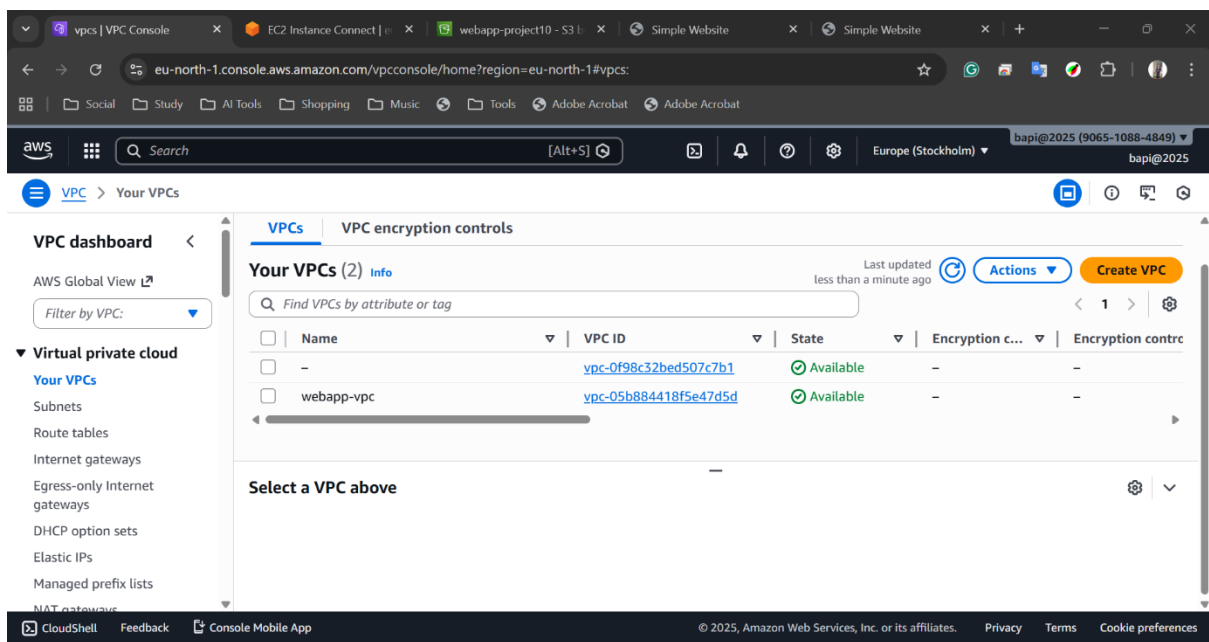 vpcs | VPC Console
EC2 Instance Connect | e
webapp-project10 - S3 b
Simple Website
Simple Website
eu-north-1.console.aws.amazon.com/vpcconsole/home?region=eu-north-1#vpcs:
Social Study AI Tools Shopping Music Tools Adobe Acrobat Adobe Acrobat
aws Search [Alt+S] Europe (Stockholm) ▼ bapi@2025 (9065-1088-4849) ▼
bapi@2025
VPC > Your VPCs
VPC dashboard
AWS Global View
Filter by VPC:
Virtual private cloud
Your VPCs
Subnets
Route tables
Internet gateways
Egress-only Internet
gateways
DHCP option sets
Elastic IPs
Managed prefix lists
NAT gateways
VPCs VPC encryption controls
Your VPCs (2) Info
Last updated
less than a minute ago
Actions ▼ Create VPC
Find VPCs by attribute or tag
1
Name VPC ID State Encryption c... Encryption contro
– vpc-0f98c32bed507c7b1 Available – –
webapp-vpc vpc-05b884418f5e47d5d Available – –
Select a VPC above
CloudShell Feedback Console Mobile App © 2025, Amazon Web Services, Inc. or its affiliates. Privacy Terms Cookie preferences